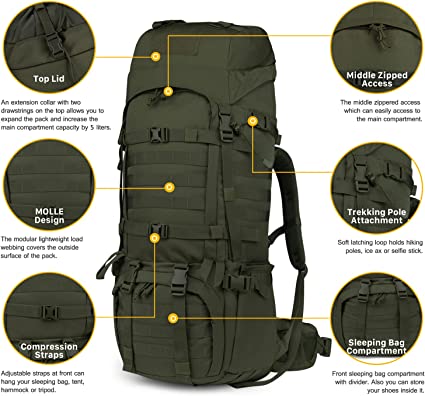 Top Lid
An extension collar with two
drawstrings on the top allows you to
expand the pack and increase the
main compartment capacity by 5 liters.
MOLLE
Design
The modular lightweight load
webbing covers the outside
surface of the pack.
Compression
Straps
Adjustable straps at front can
hang your sleeping bag, tent,
hammock or tripod.
Middle Zipped
Access
The middle zippered access
which can easily access to
the main compartment.
Trekking Pole
Attachment
Soft latching loop holds hiking
poles, ice ax or selfie stick.
Sleeping Bag
Compartment
Front sleeping bag compartment
with divider. Also you can store
your shoes inside it.